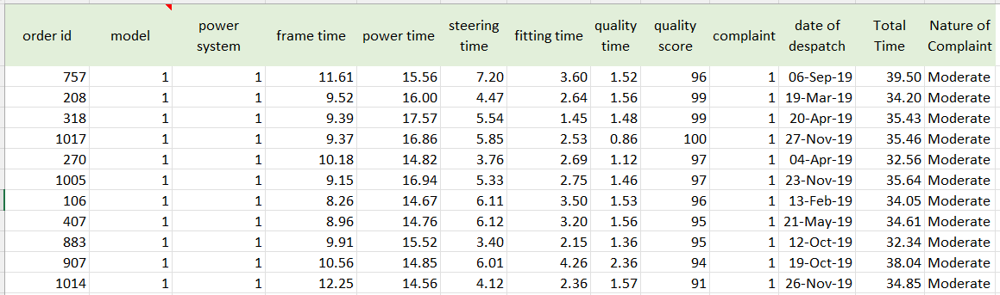 order id model power system frame time power time steering time fitting time quality time quality score complaint date of despatch Total Time Nature of Complaint
757 1 1 11.61 15.56 7.20 3.60 1.52 96 1 06-Sep-19 39.50 Moderate
208 1 1 9.52 16.00 4.47 2.64 1.56 99 1 19-Mar-19 34.20 Moderate
318 1 1 9.39 17.57 5.54 1.45 1.48 99 1 20-Apr-19 35.43 Moderate
1017 1 1 9.37 16.86 5.85 2.53 0.86 100 1 27-Nov-19 35.46 Moderate
270 1 1 10.18 14.82 3.76 2.69 1.12 97 1 04-Apr-19 32.56 Moderate
1005 1 1 9.15 16.94 5.33 2.75 1.46 97 1 23-Nov-19 35.64 Moderate
106 1 1 8.26 14.67 6.11 3.50 1.53 96 1 13-Feb-19 34.05 Moderate
407 1 1 8.96 14.76 6.12 3.20 1.56 95 1 21-May-19 34.61 Moderate
883 1 1 9.91 15.52 3.40 2.15 1.36 95 1 12-Oct-19 32.34 Moderate
907 1 1 10.56 14.85 6.01 4.26 2.36 94 1 19-Oct-19 38.04 Moderate
1014 1 1 12.25 14.56 4.12 2.36 1.57 91 1 26-Nov-19 34.85 Moderate